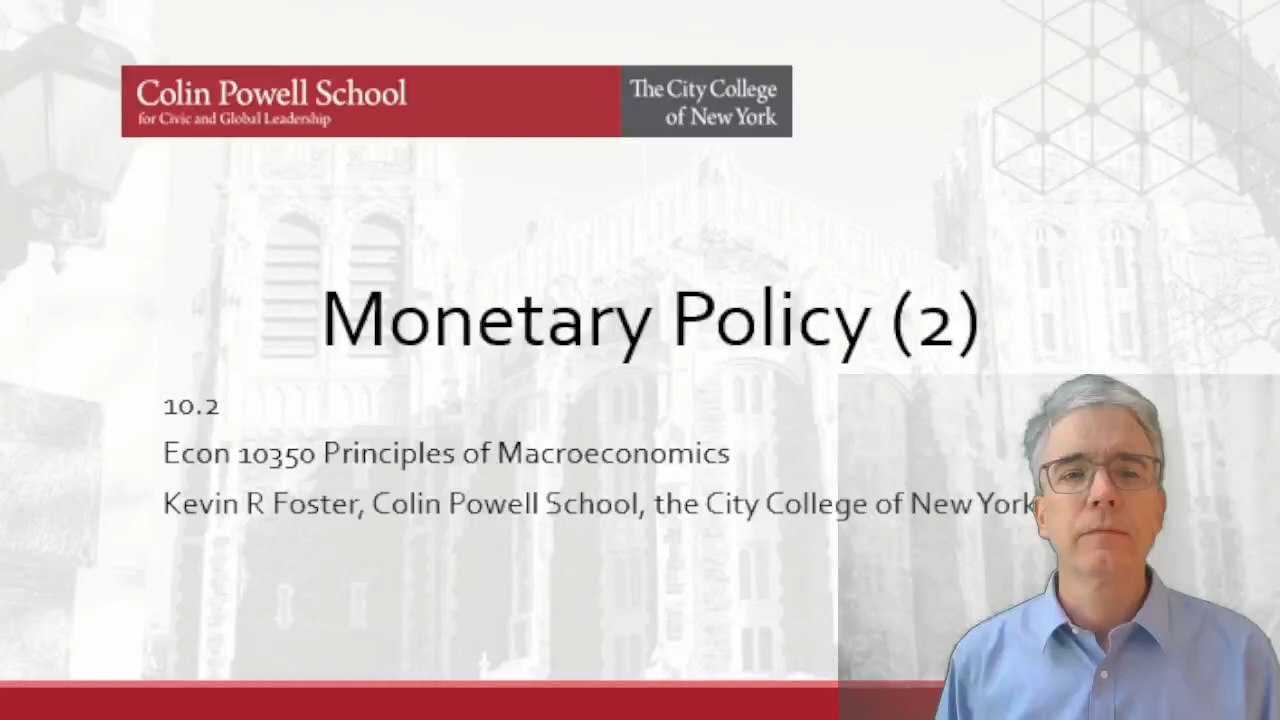 Colin Powell School
for Civic and Global Leadership
The City College
of New York
Monetary Policy (2)
10.2
Econ 10350 Principles of Macroeconomics
Kevin R Foster, Colin Powell School, the City College of New York